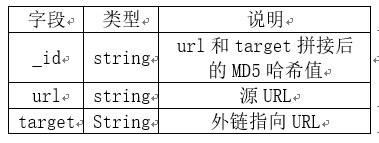 字段 类型 说明
_id string url 和 target 拼接后
的 MD5 哈希值
url string 源 URL
target String 外链指向 URL